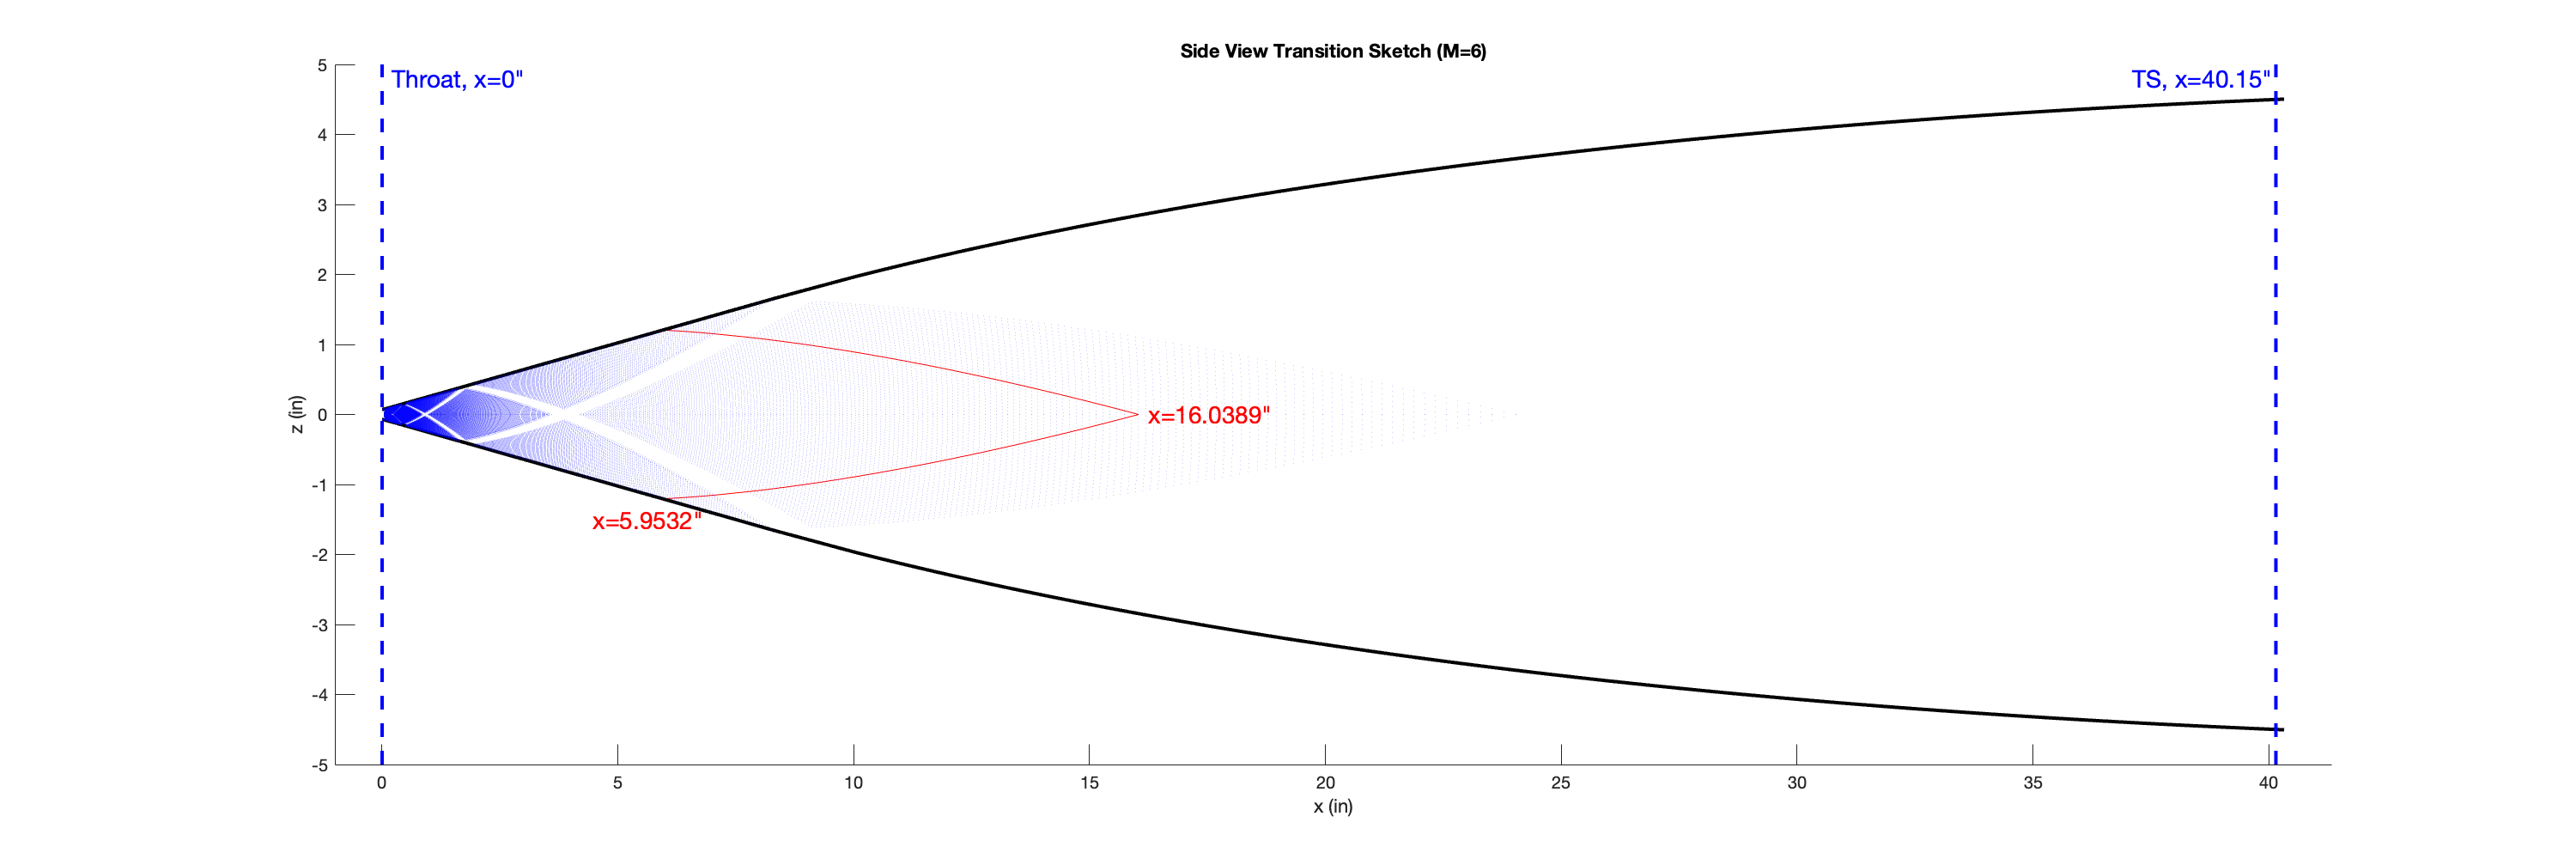 Side View Transition Sketch (M=6)
Throat, x=0"
TS, x=40.15"
5
4
3
2
1
0
-1
-2
-3
-4
-5
z (in)
x=16.0389"
x=5.9532"
0
5
10
15
20
25
30
35
40
x (in)